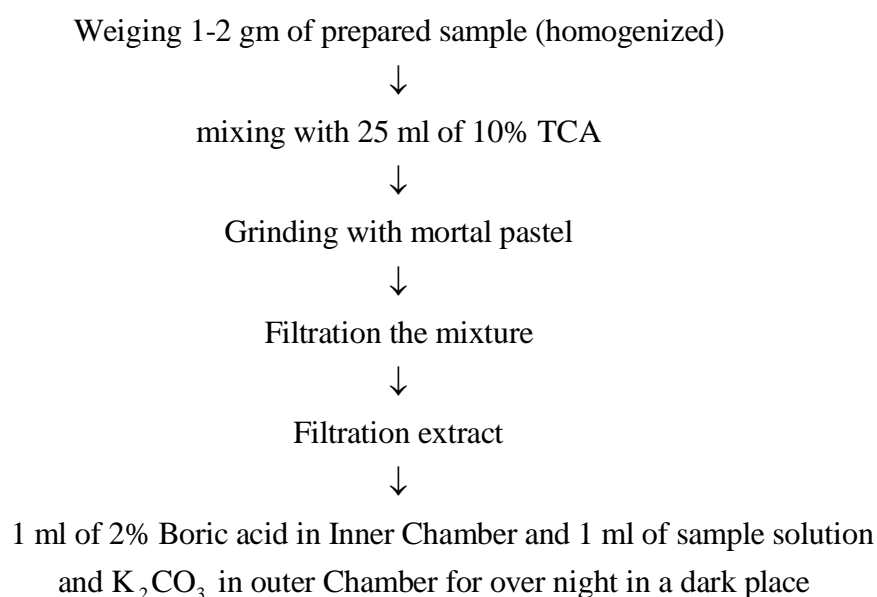 Weiging 1-2 gm of prepared sample (homogenized)
↓
mixing with 25 ml of 10% TCA
↓
Grinding with mortal pastel
↓
Filtration the mixture
↓
Filtration extract
↓
1 ml of 2% Boric acid in Inner Chamber and 1 ml of sample solution
and K₂CO₃ in outer Chamber for over night in a dark place